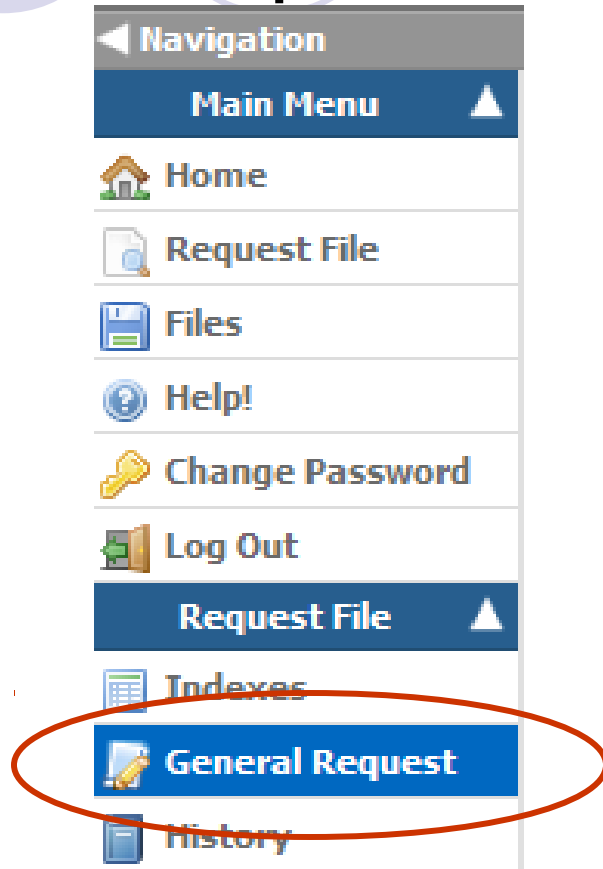 Navigation
Main Menu
Home
Request File
Files
Help!
Change Password
Log Out
Request File
Indexes
General Request
History